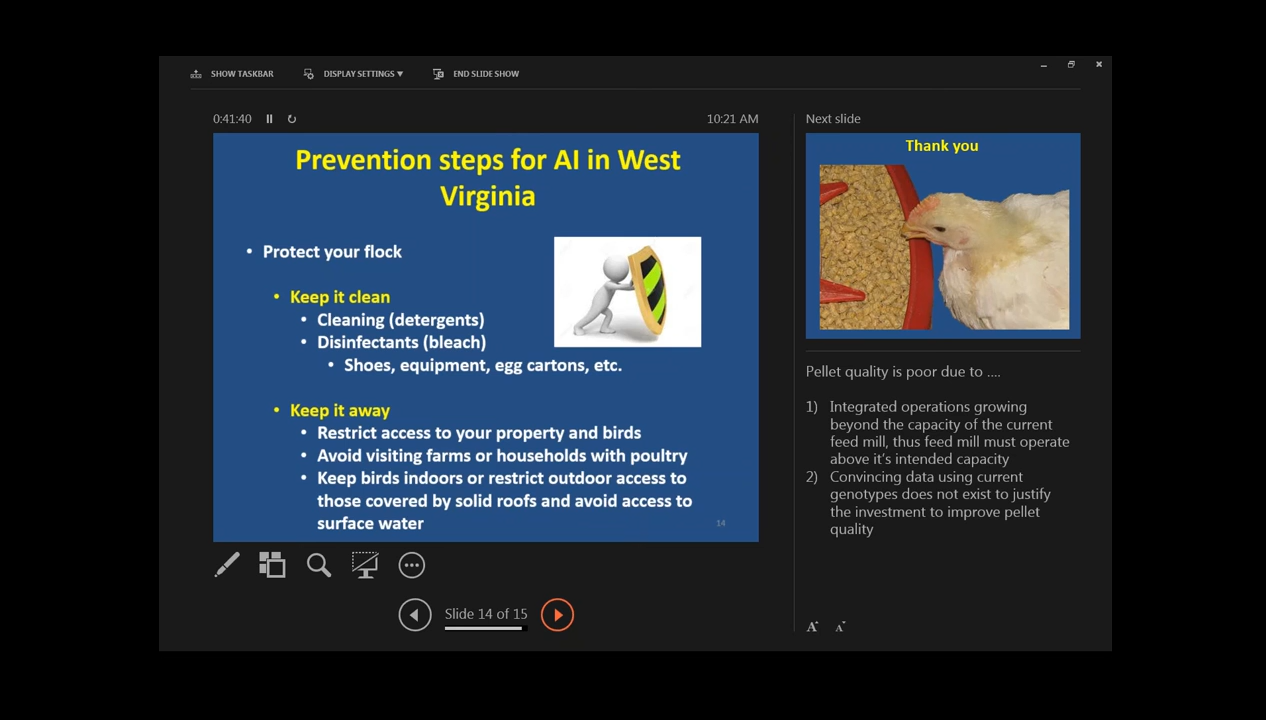 SHOW TASKBAR
DISPLAY SETTINGS ▼
END SLIDE SHOW
0:41:40
10:21 AM
Prevention steps for AI in West
Virginia
• Protect your flock
• Keep it clean
• Cleaning (detergents)
• Disinfectants (bleach)
• Shoes, equipment, egg cartons, etc.
• Keep it away
• Restrict access to your property and birds
• Avoid visiting farms or households with poultry
• Keep birds indoors or restrict outdoor access to
those covered by solid roofs and avoid access to
surface water
14
Slide 14 of 15
Next slide
Thank you
Pellet quality is poor due to ....
1) Integrated operations growing
beyond the capacity of the current
feed mill, thus feed mill must operate
above it's intended capacity
2) Convincing data using current
genotypes does not exist to justify
the investment to improve pellet
quality
A A